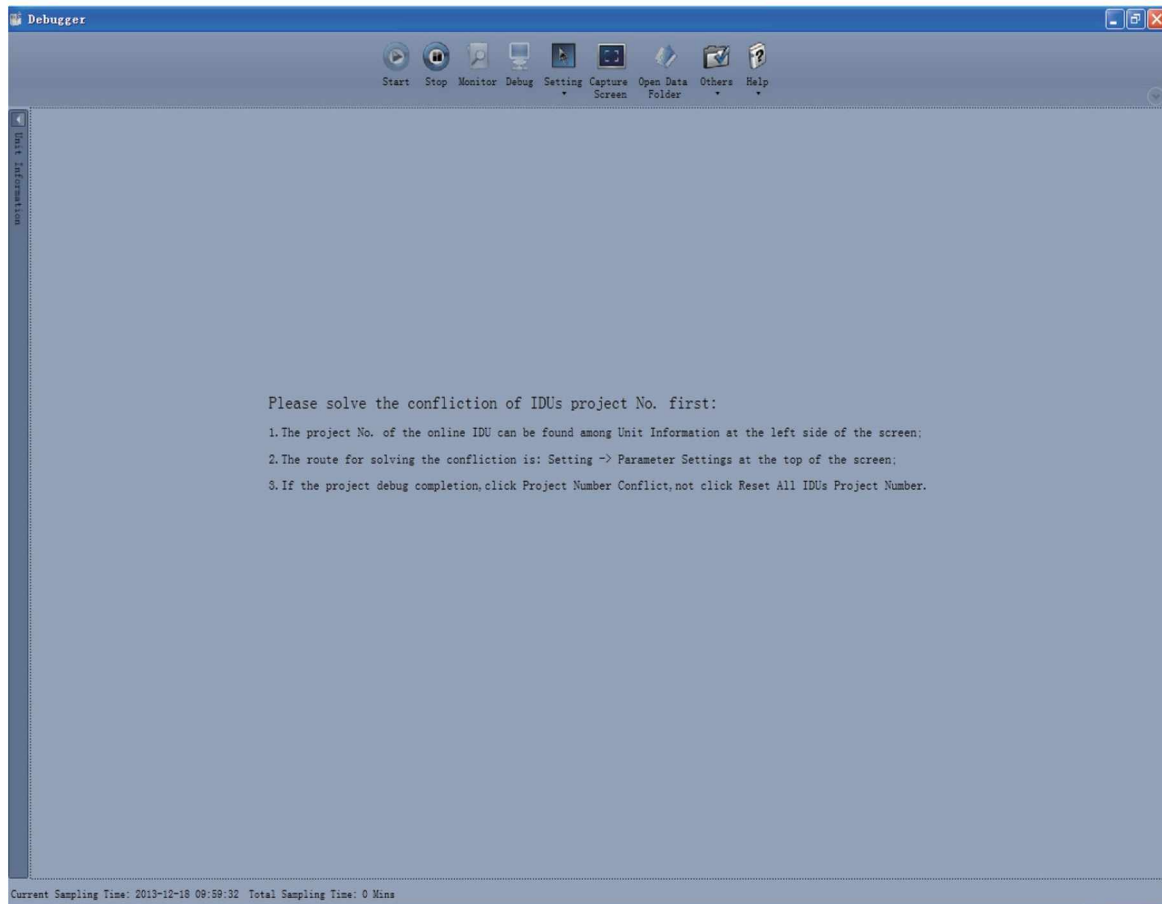 Debugger
Start Stop Monitor Debug Setting Capture Screen Open Data Folder Others Help
Unit Information
Please solve the confliction of IDUs project No. first:
1.The project No. of the online IDU can be found among Unit Information at the left side of the screen;
2.The route for solving the confliction is: Setting -> Parameter Settings at the top of the screen;
3.If the project debug completion,click Project Number Conflict,not click Reset All IDUs Project Number.
Current Sampling Time: 2013-12-18 09:59:32 Total Sampling Time: 0 Mins